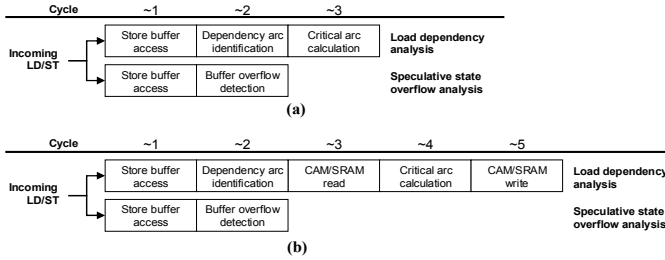 Cycle ~1 ~2 ~3
Incoming LD/ST
Store buffer access
Dependency arc identification
Critical arc calculation
Load dependency analysis
Store buffer access
Buffer overflow detection
Speculative state overflow analysis
(a)
Cycle ~1 ~2 ~3 ~4 ~5
Incoming LD/ST
Store buffer access
Dependency arc identification
CAM/SRAM read
Critical arc calculation
CAM/SRAM write
Load dependency analysis
Store buffer access
Buffer overflow detection
Speculative state overflow analysis
(b)